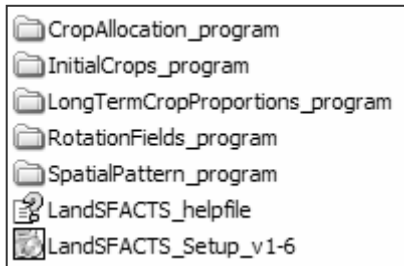 CropAllocation_program
InitialCrops_program
LongTermCropProportions_program
RotationFields_program
SpatialPattern_program
LandSFACTS_helpfile
LandSFACTS_Setup_v1-6